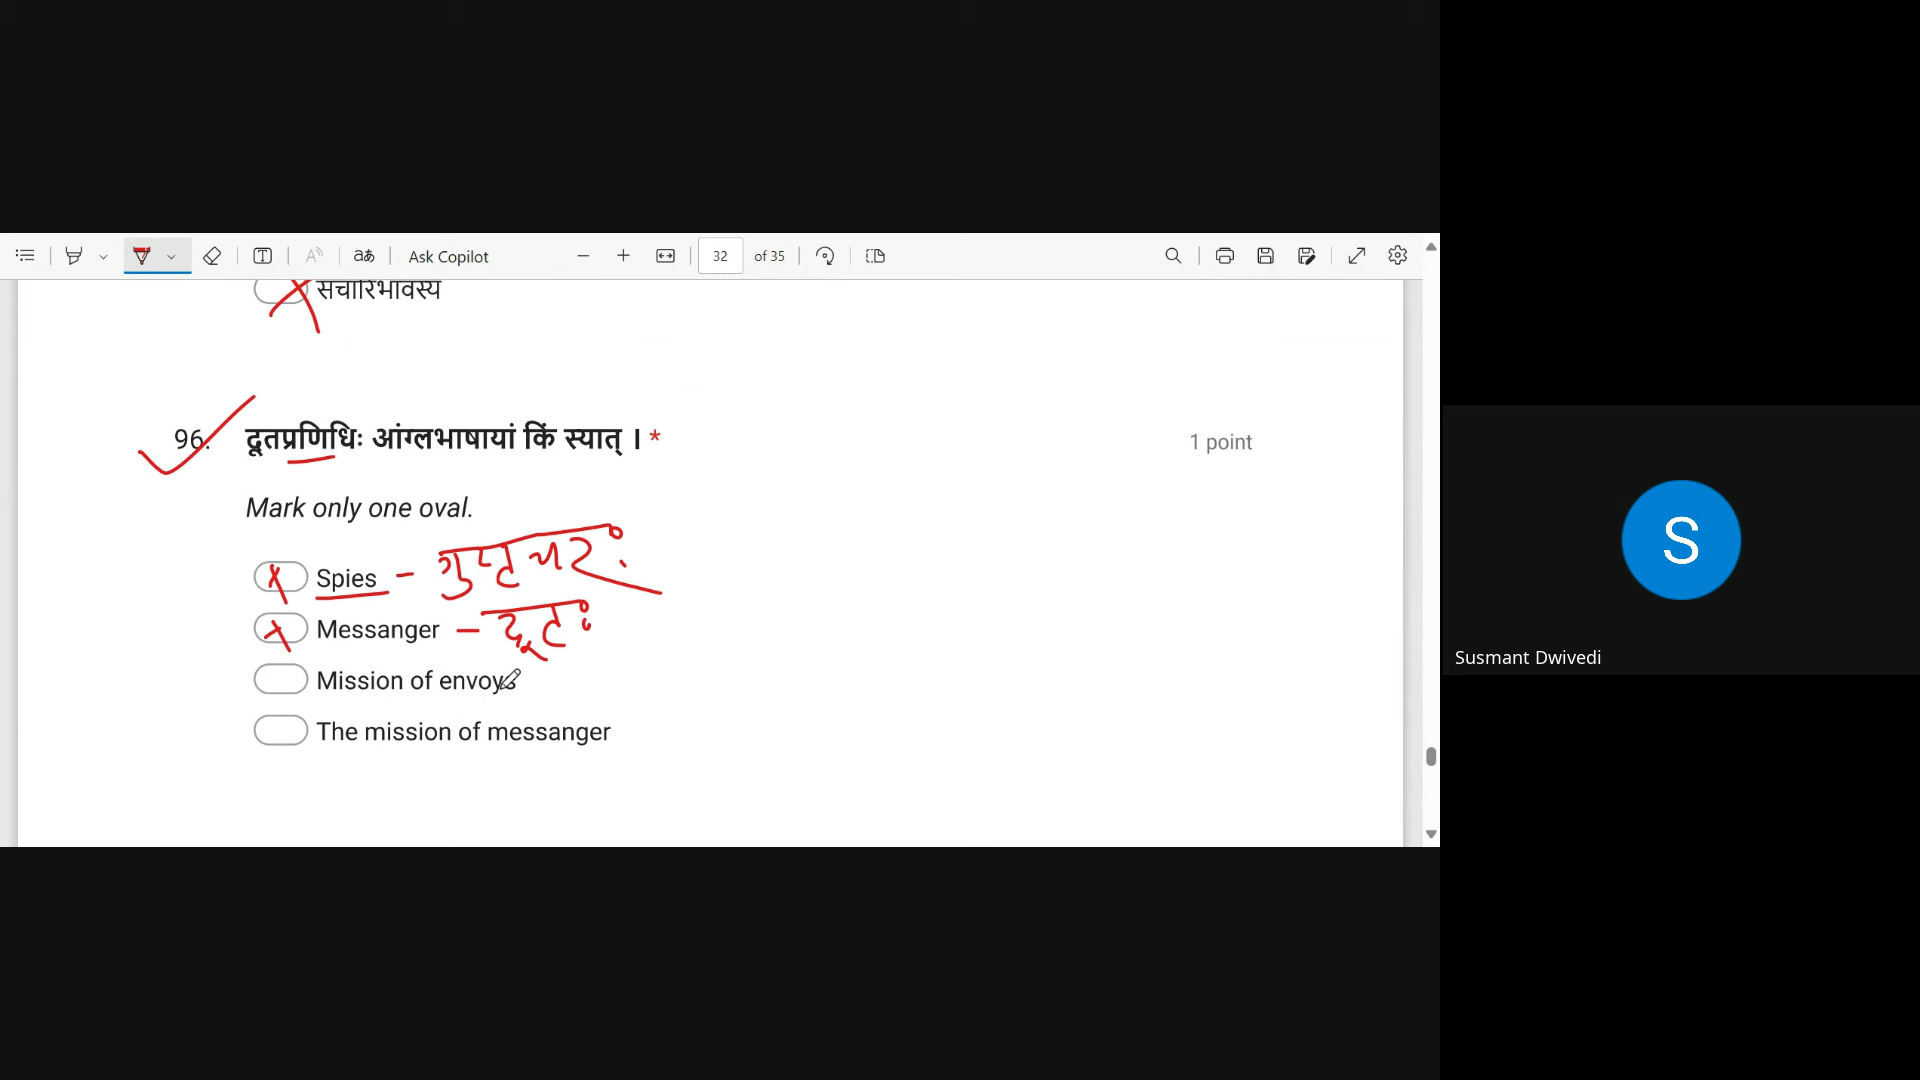 Ask Copilot
32 of 35
संचारिभावस्य
96. दूतप्रणिधिः आंग्लभाषायां किं स्यात् । *
1 point
Mark only one oval.
Spies - गुप्तचरः
Messanger - दूतः
Mission of envoys
The mission of messanger
S
Susmant Dwivedi